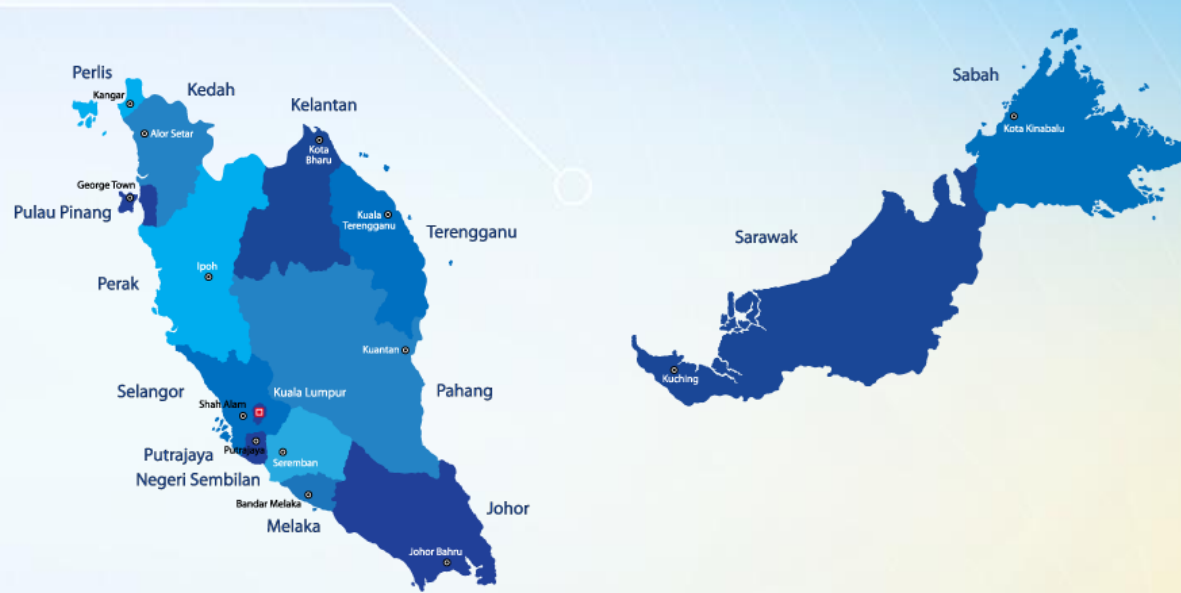 Perlis
Kangar
Kedah
Alor Setar
Kelantan
Kota
Bharu
George Town
Pulau Pinang
Kuala
Terengganu
Terengganu
Perak
Ipoh
Kuantan
Pahang
Selangor
Shah Alam
Kuala Lumpur
Putrajaya
Putrajaya
Negeri Sembilan
Seremban
Bandar Melaka
Melaka
Johor
Johor Bahru
Sabah
Kota Kinabalu
Sarawak
Kuching